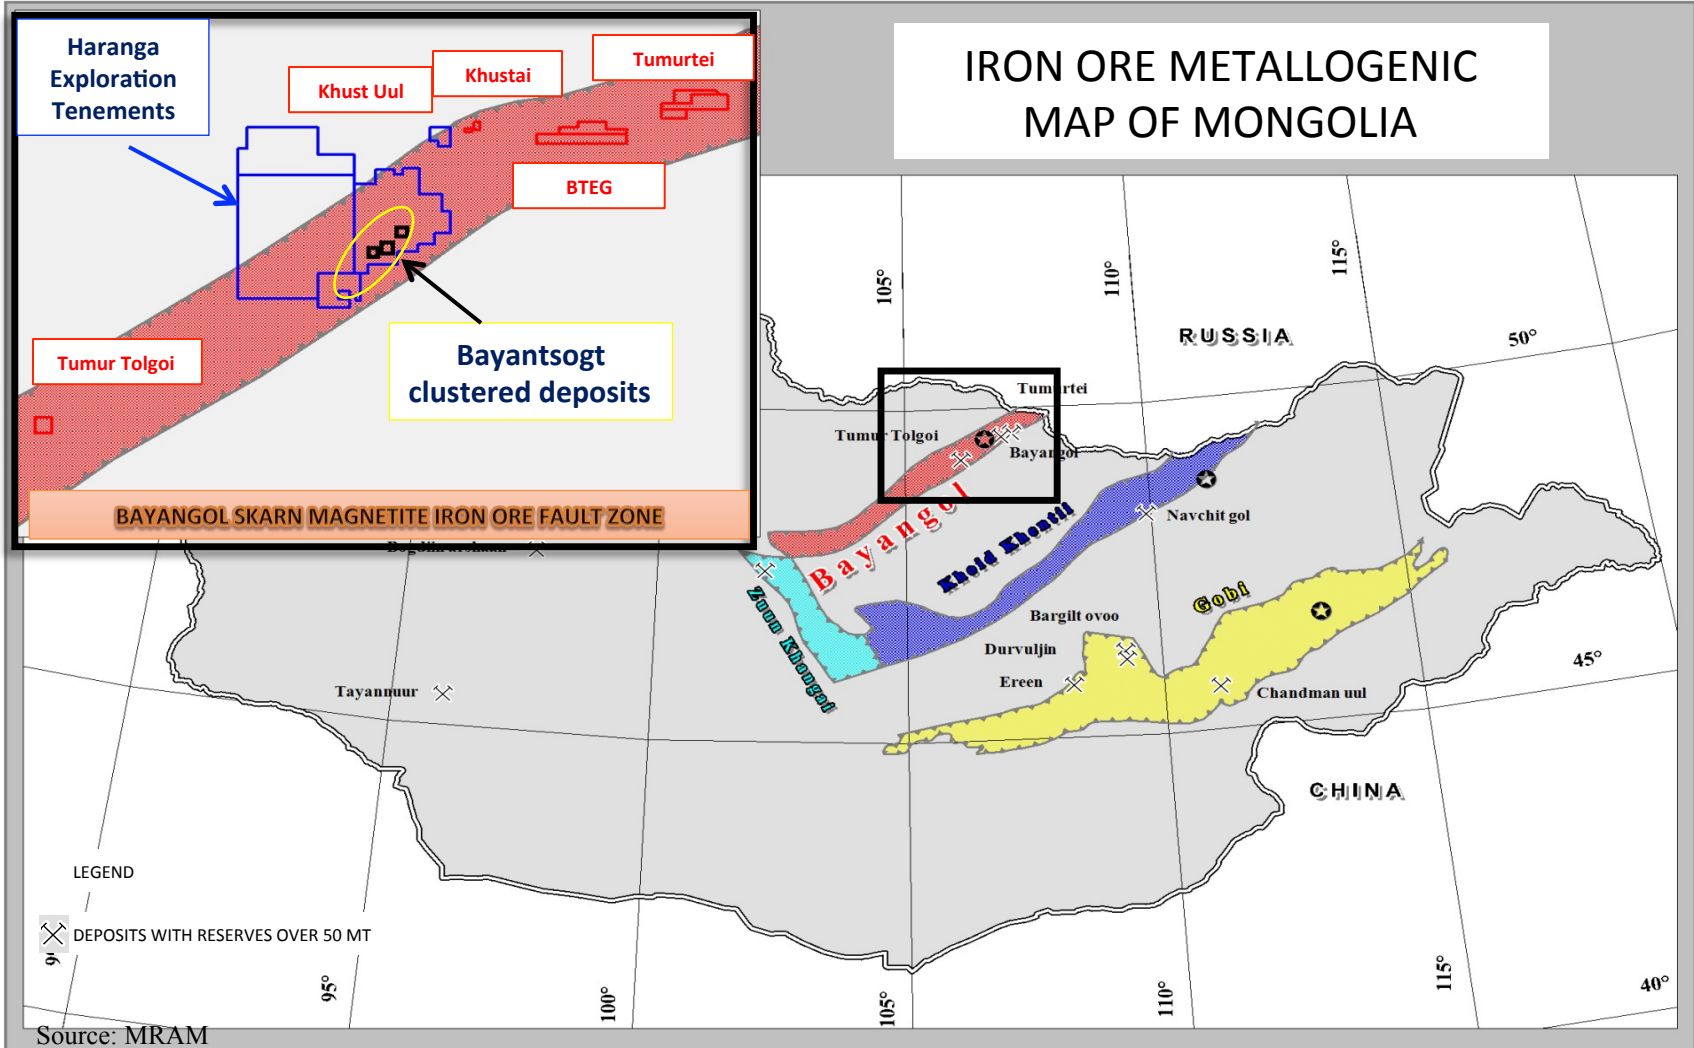 IRON ORE METALLOGENIC
MAP OF MONGOLIA
Haranga
Exploration
Tenements
Khust Uul
Khustai
Tumurtei
BTEG
Tumur Tolgoi
Bayantsogt
clustered deposits
BAYANGOL SKARN MAGNETITE IRON ORE FAULT ZONE
105°
110°
115°
RUSSIA
50°
Tumurtei
Tumur Tolgoi
Bayangol
Bayangol
Khoid Khentii
Navchit gol
Zuun Khangai
Gobi
Bargilt ovoo
Durvuljin
Ereen
Chandman uul
45°
Tayannuur
CHINA
LEGEND
DEPOSITS WITH RESERVES OVER 50 MT
95°
100°
105°
110°
115°
40°
Source: MRAM